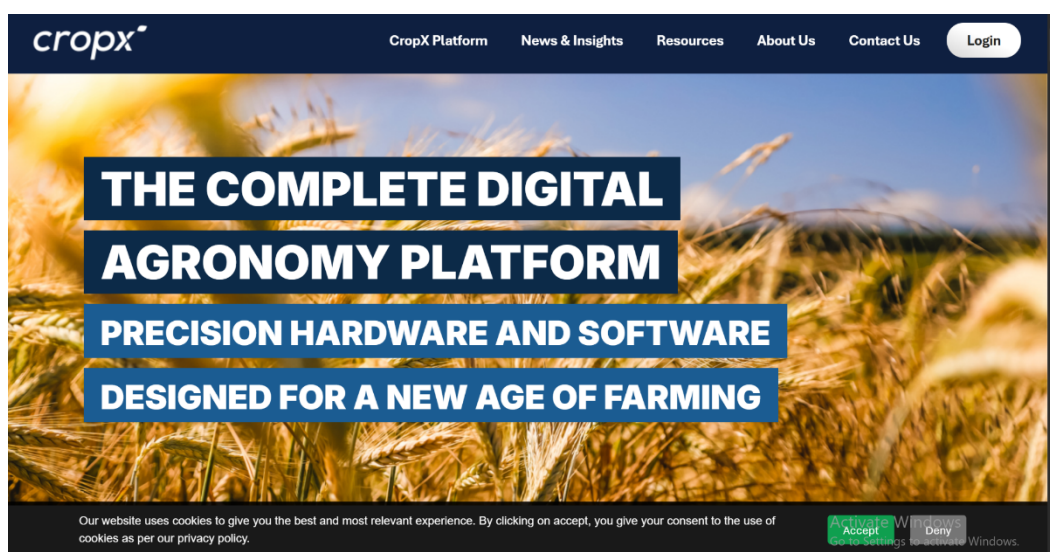 cropx
CropX Platform News & Insights Resources About Us Contact Us Login
THE COMPLETE DIGITAL
AGRONOMY PLATFORM
PRECISION HARDWARE AND SOFTWARE
DESIGNED FOR A NEW AGE OF FARMING
Our website uses cookies to give you the best and most relevant experience. By clicking on accept, you give your consent to the use of
cookies as per our privacy policy.
Accept Deny
Activate Windows
Go to Settings to activate Windows.